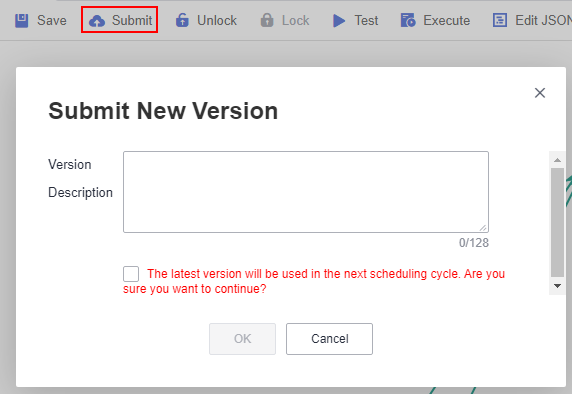 Save Submit Unlock Lock Test Execute Edit JSON
Submit New Version
Version
Description
0/128
The latest version will be used in the next scheduling cycle. Are you
sure you want to continue?
OK Cancel